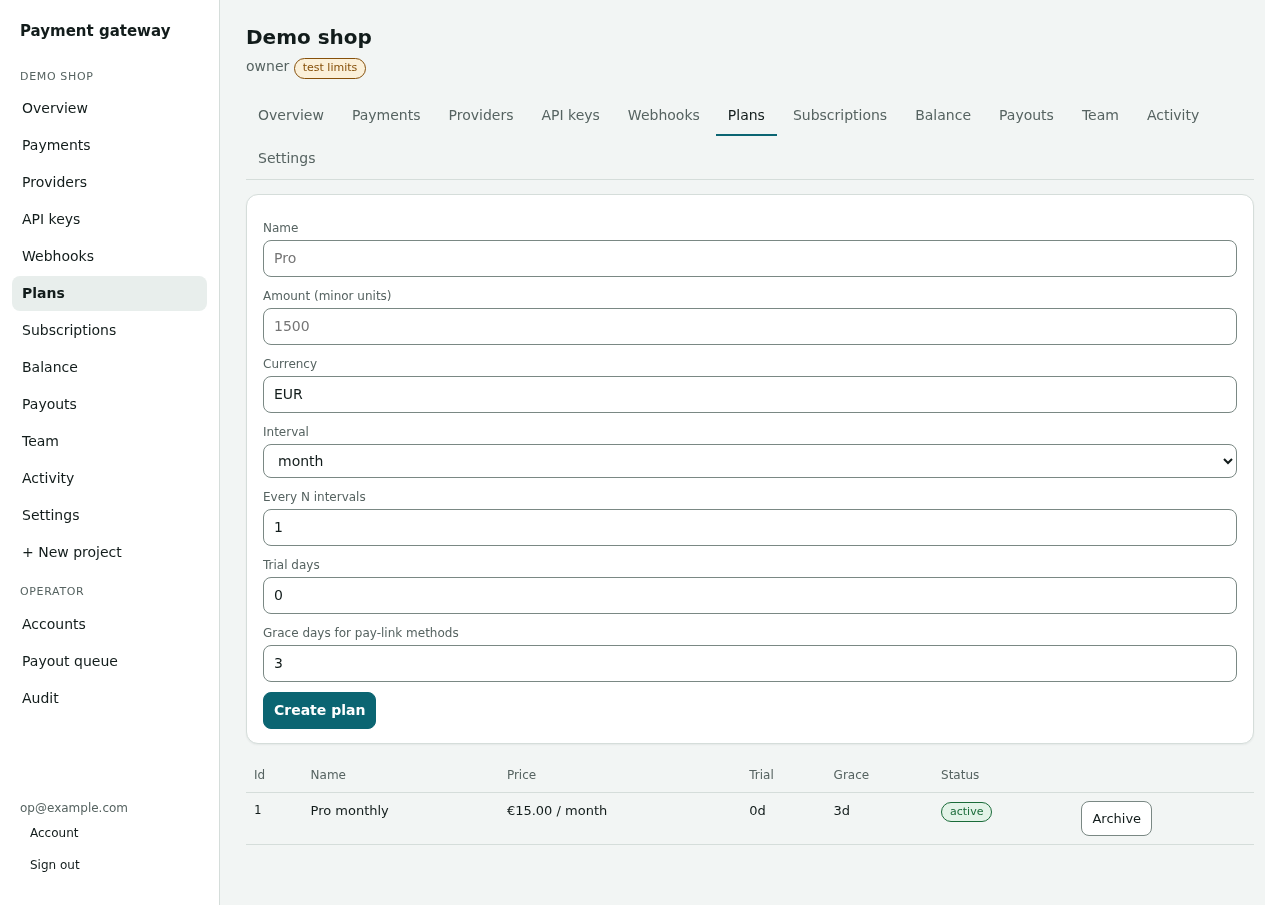 Payment gateway
DEMO SHOP
Overview
Payments
Providers
API keys
Webhooks
Plans
Subscriptions
Balance
Payouts
Team
Activity
Settings
+ New project
OPERATOR
Accounts
Payout queue
Audit
op@example.com
Account
Sign out
Demo shop
owner test limits
Overview Payments Providers API keys Webhooks Plans Subscriptions Balance Payouts Team Activity
Settings
Name
Pro
Amount (minor units)
1500
Currency
EUR
Interval
month
Every N intervals
1
Trial days
0
Grace days for pay-link methods
3
Create plan
Id Name Price Trial Grace Status
1 Pro monthly €15.00 / month 0d 3d active Archive